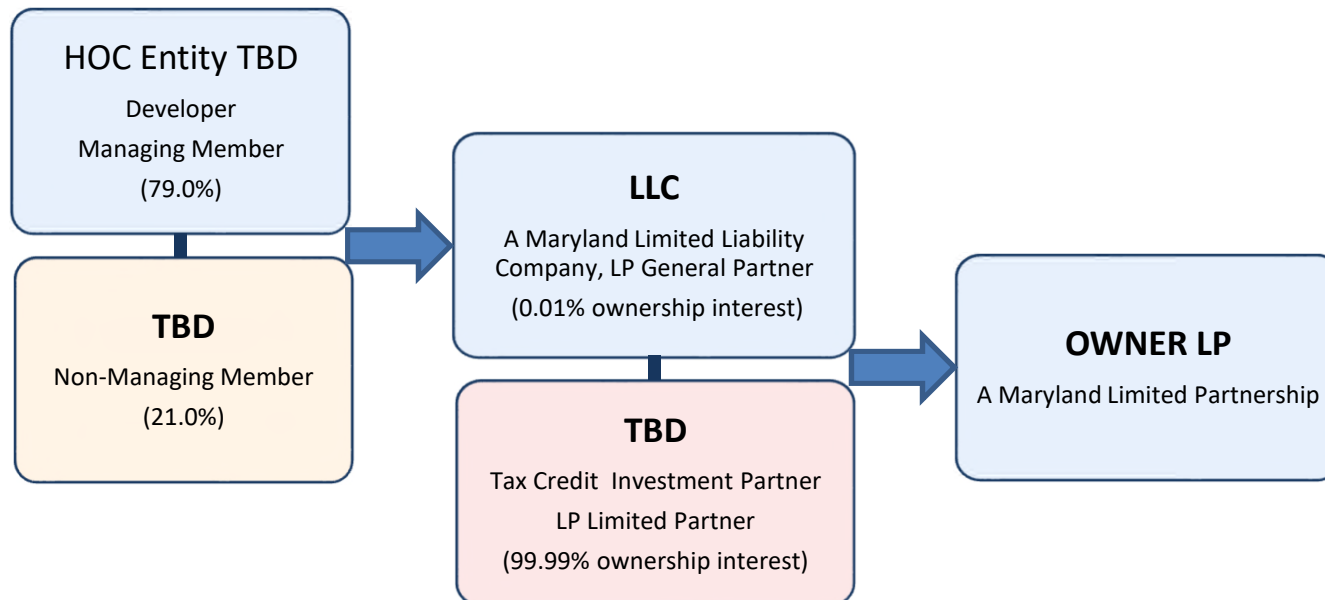 HOC Entity TBD
Developer
Managing Member
(79.0%)
TBD
Non-Managing Member
(21.0%)
LLC
A Maryland Limited Liability
Company, LP General Partner
(0.01% ownership interest)
TBD
Tax Credit  Investment Partner
LP Limited Partner
(99.99% ownership interest)
OWNER LP
A Maryland Limited Partnership